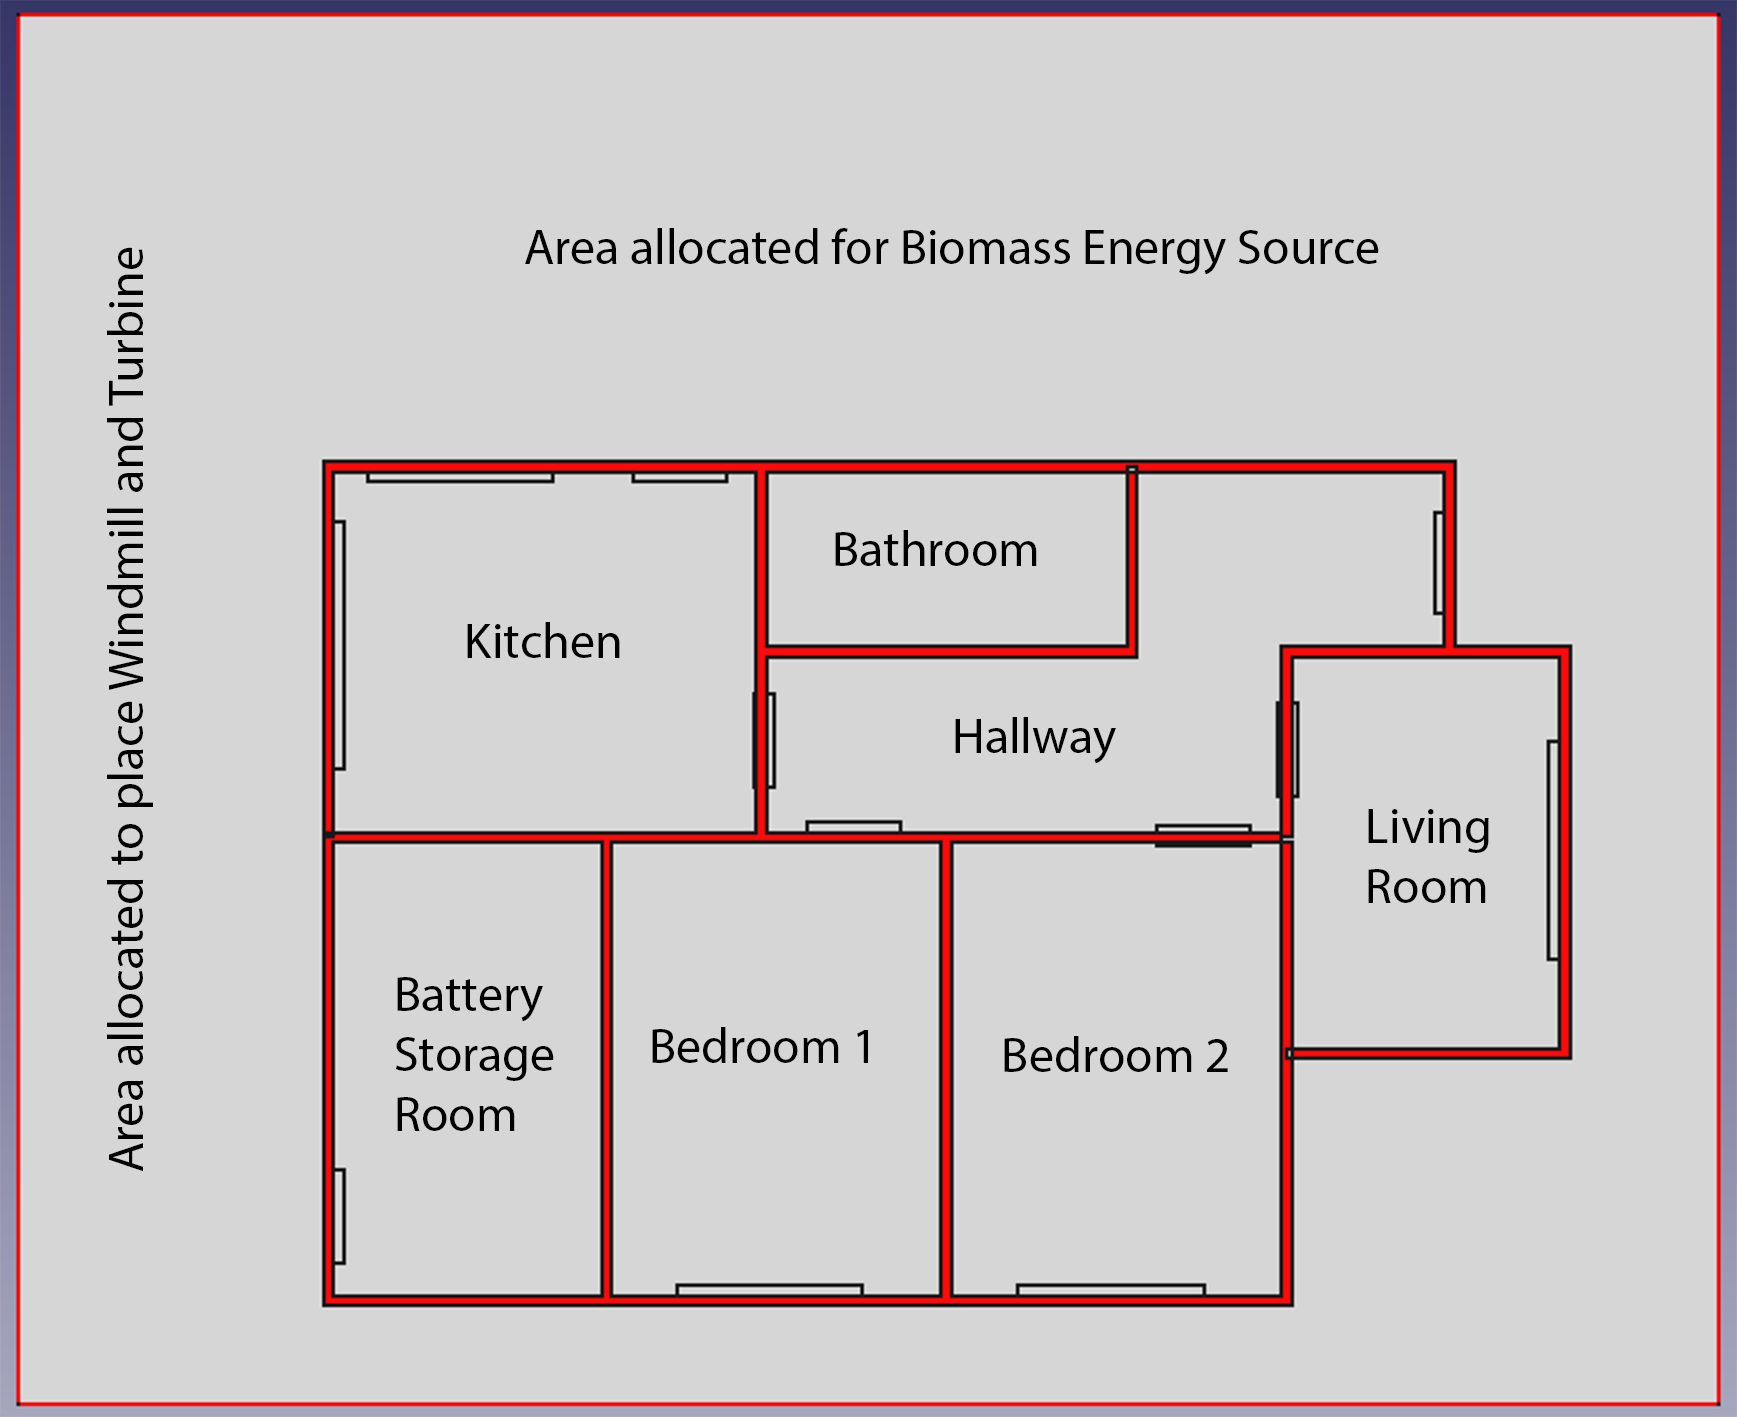 Area allocated for Biomass Energy Source
Area allocated to place Windmill and Turbine
Bathroom
Kitchen
Hallway
Living
Room
Battery
Storage
Room
Bedroom 1
Bedroom 2